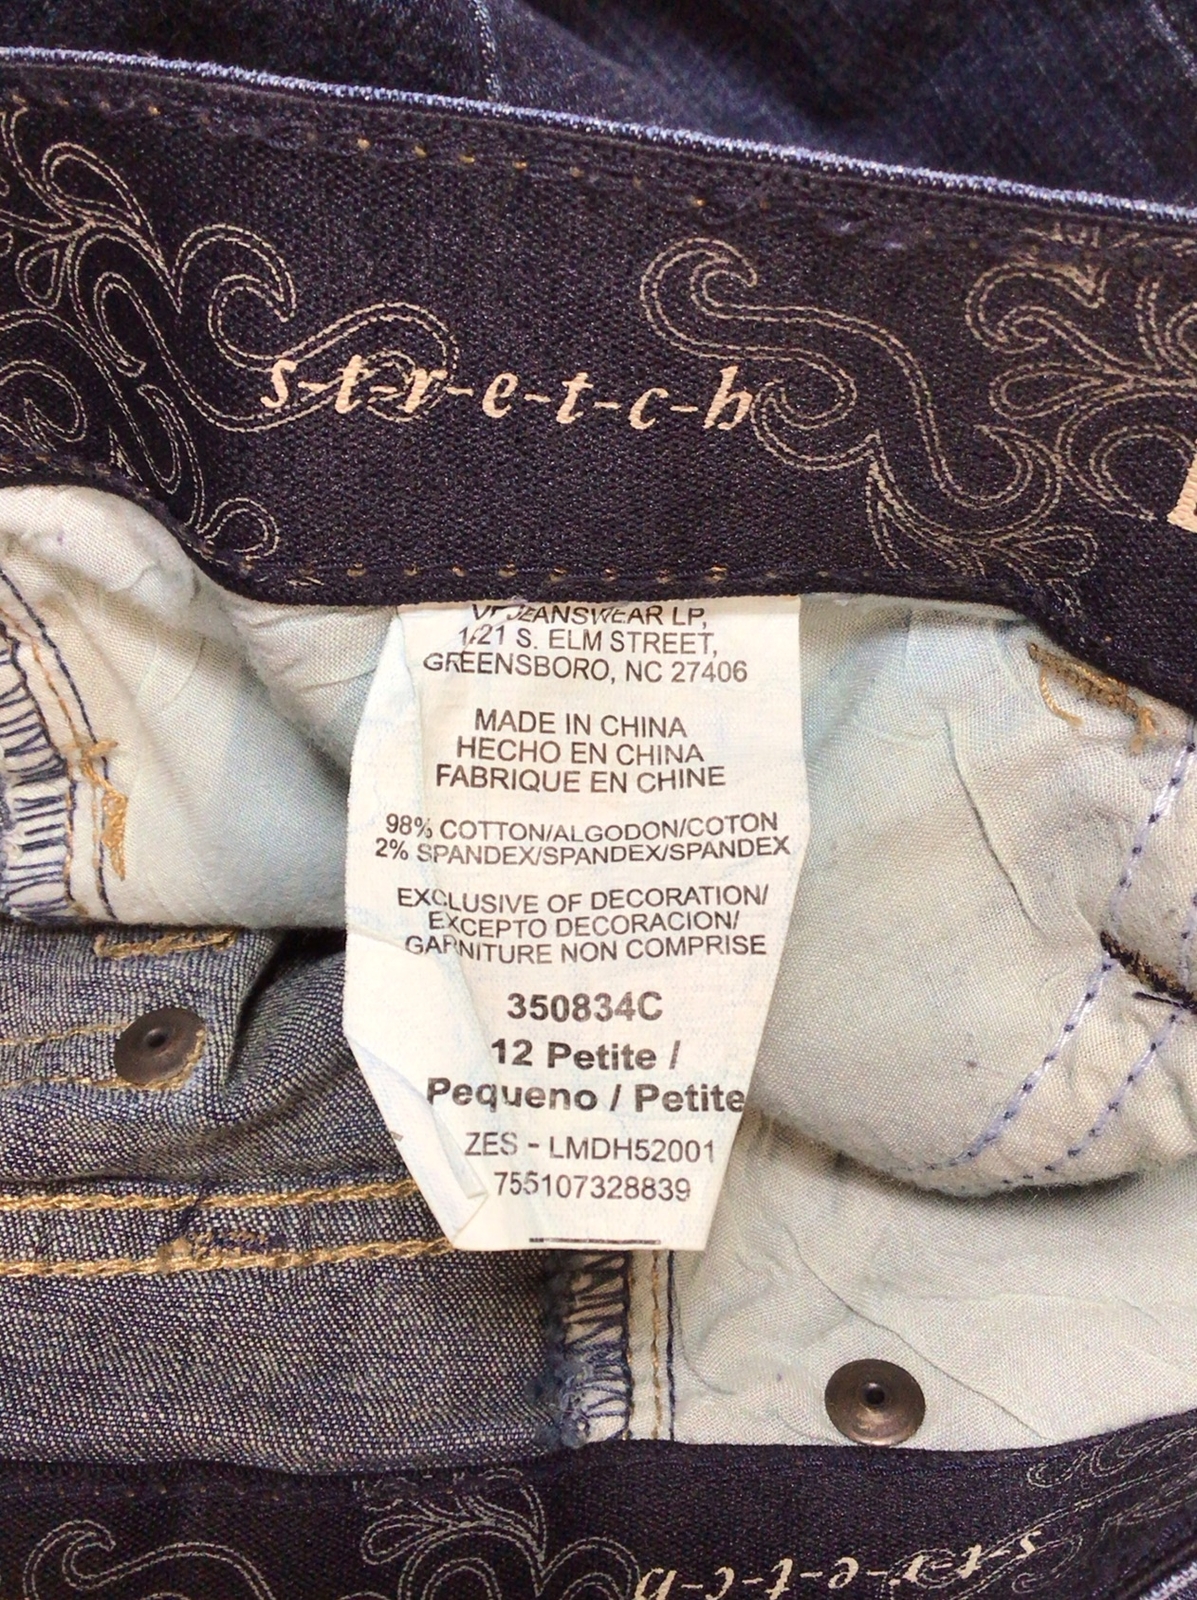 s-t-r-e-t-c-h
VF JEANSWEAR LP,
1421 S. ELM STREET,
GREENSBORO, NC 27406
MADE IN CHINA
HECHO EN CHINA
FABRIQUE EN CHINE
98% COTTON/ALGODON/COTON
2% SPANDEX/SPANDEX/SPANDEX
EXCLUSIVE OF DECORATION/
EXCEPTO DECORACION/
GARNITURE NON COMPRISE
350834C
12 Petite /
Pequeno / Petite
ZES - LMDH52001
755107328839
s-t-r-e-t-c-h